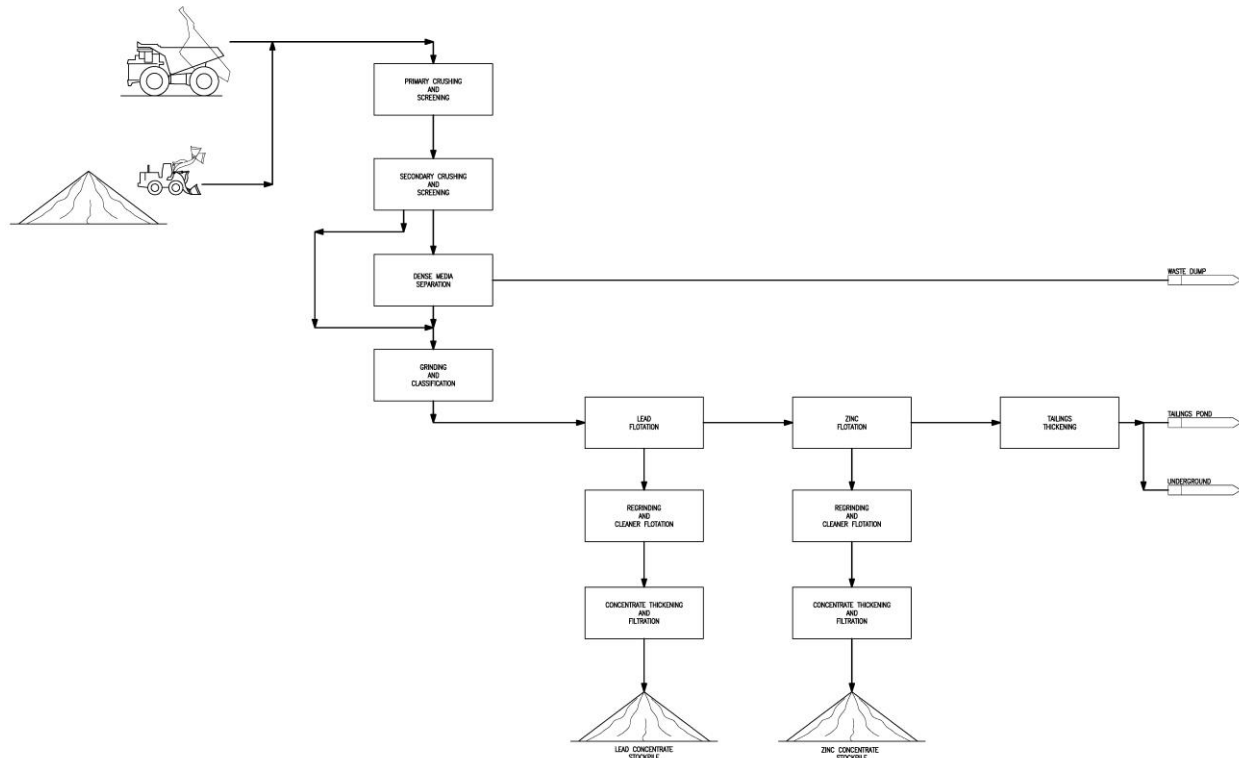 PRIMARY CRUSHING
AND
SCREENING
SECONDARY CRUSHING
AND
SCREENING
DENSE MEDIA
SEPARATION
WASTE DUMP
GRINDING
AND
CLASSIFICATION
LEAD
FLOTATION
ZINC
FLOTATION
TAILINGS
THICKENING
TAILINGS POND
UNDERGROUND
REGRINDING
AND
CLEANER FLOTATION
REGRINDING
AND
CLEANER FLOTATION
CONCENTRATE THICKENING
AND
FILTRATION
CONCENTRATE THICKENING
AND
FILTRATION
LEAD CONCENTRATE
STOCKPILE
ZINC CONCENTRATE
STOCKPILE